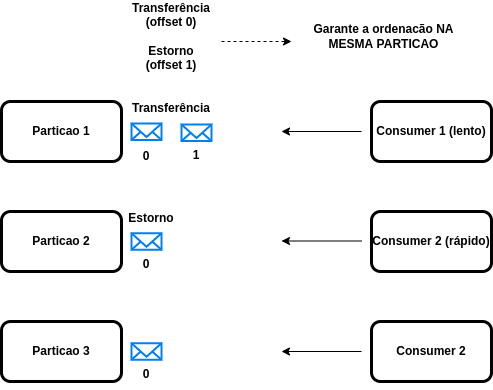 Transferência
(offset 0)
Estorno
(offset 1)
Garante a ordenacão NA
MESMA PARTICAO
Transferência
Particao 1
0
1
Consumer 1 (lento)
Estorno
Particao 2
0
Consumer 2 (rápido)
Particao 3
0
Consumer 2